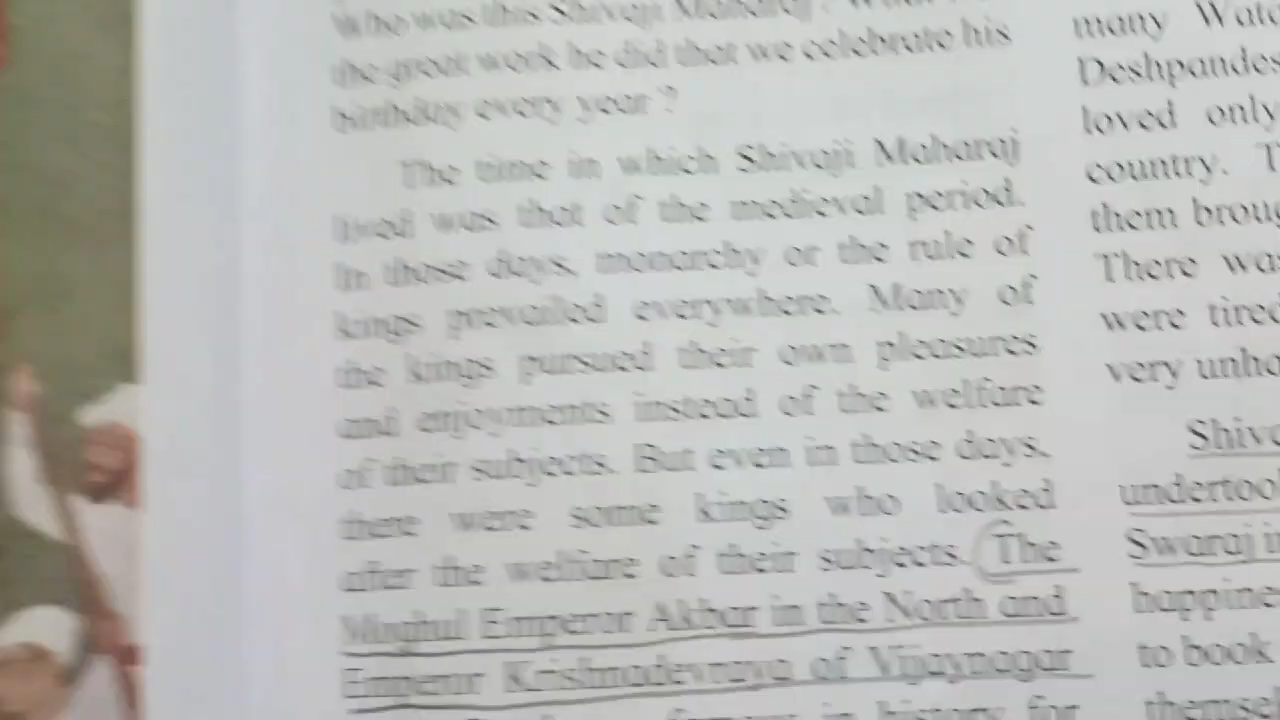 Who was this Shivaji Maharaj ?
the great work he did that we celebrate his
birthday every year ?
The time in which Shivaji Maharaj
lived was that of the medieval period.
In those days, monarchy or the rule of
kings prevailed everywhere. Many of
the kings pursued their own pleasures
and enjoyments instead of the welfare
of their subjects. But even in those days,
there were some kings who looked
after the welfare of their subjects. The
Mughul Emperor Akbar in the North and
Emperor Krishnadevraya of Vijaynagar
in history for
many
Deshpandes
loved only
country.
them
There
were
very
undertook
Swaraj
to book